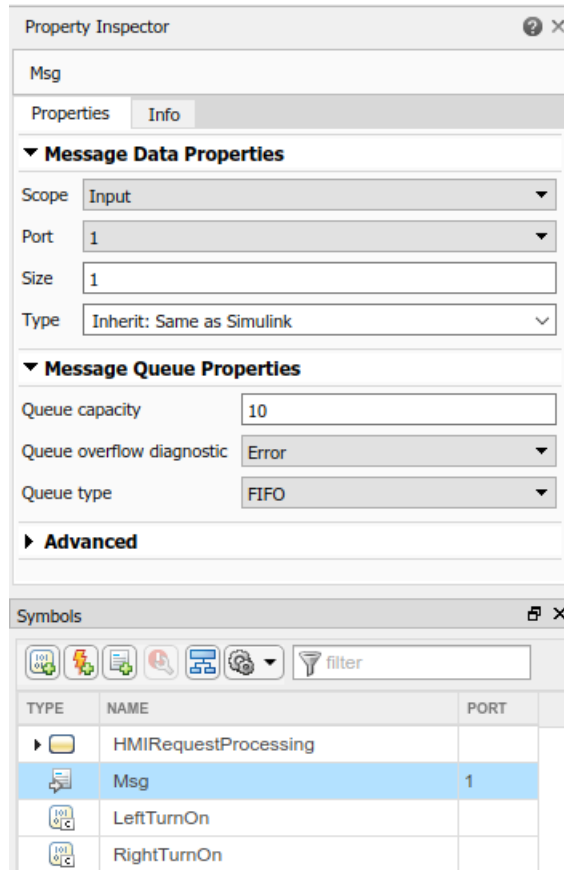 Property Inspector
Msg
Properties Info
Message Data Properties
Scope Input
Port 1
Size 1
Type Inherit: Same as Simulink
Message Queue Properties
Queue capacity 10
Queue overflow diagnostic Error
Queue type FIFO
Advanced
Symbols
filter
TYPE NAME PORT
HMIRequestProcessing
Msg 1
LeftTurnOn
RightTurnOn